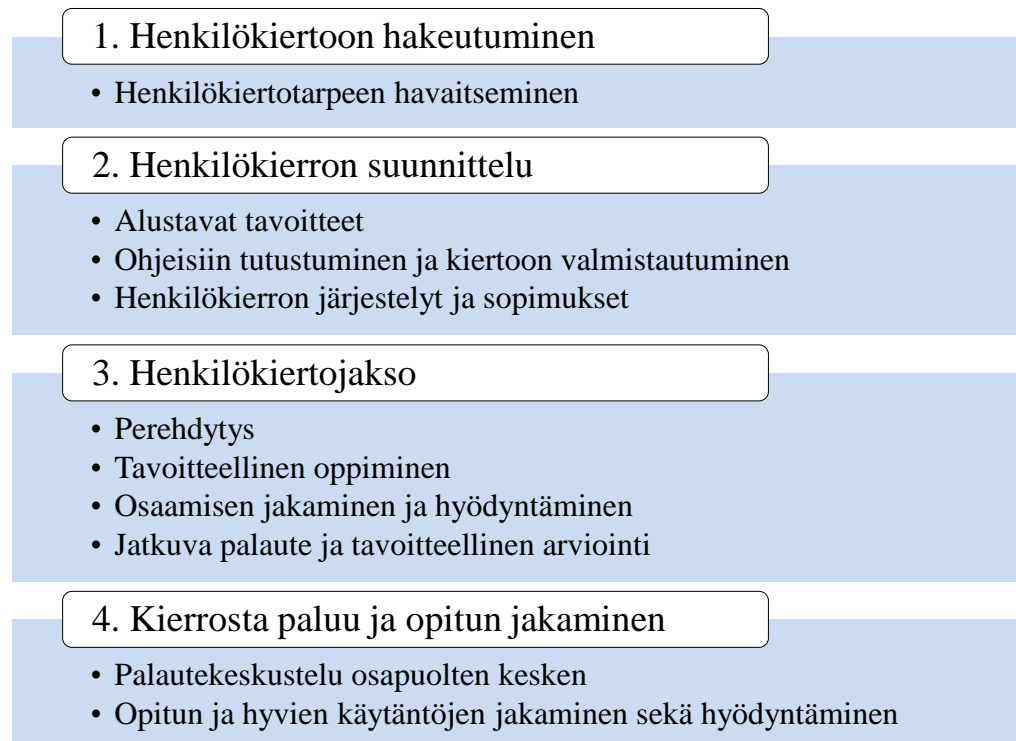 1. Henkilökiertoon hakeutuminen
• Henkilökiertotarpeen havaitseminen
2. Henkilökierron suunnittelu
• Alustavat tavoitteet
• Ohjeisiin tutustuminen ja kiertoon valmistautuminen
• Henkilökierron järjestelyt ja sopimukset
3. Henkilökiertojakso
• Perehdytys
• Tavoitteellinen oppiminen
• Osaamisen jakaminen ja hyödyntäminen
• Jatkuva palaute ja tavoitteellinen arviointi
4. Kierrosta paluu ja opitun jakaminen
• Palautekeskustelu osapuolten kesken
• Opitun ja hyvien käytäntöjen jakaminen sekä hyödyntäminen